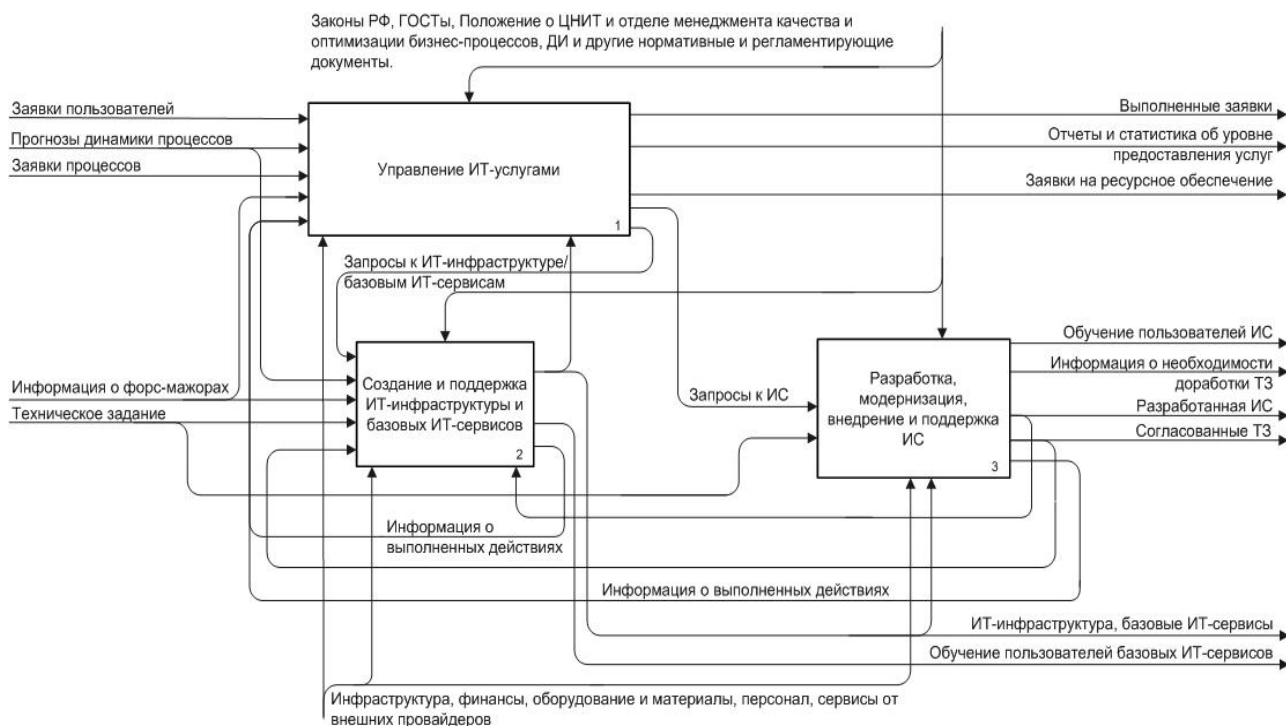 Законы РФ, ГОСТы, Положение о ЦНИТ и отделе менеджмента качества и
оптимизации бизнес-процессов, ДИ и другие нормативные и регламентирующие
документы.
Заявки пользователей
Прогнозы динамики процессов
Заявки процессов
Управление ИТ-услугами
1
Выполненные заявки
Отчеты и статистика об уровне
предоставления услуг
Заявки на ресурсное обеспечение
Запросы к ИТ-инфраструктуре/
базовым ИТ-сервисам
Информация о форс-мажорах
Техническое задание
Создание и поддержка
ИТ-инфраструктуры и
базовых ИТ-сервисов
2
Запросы к ИС
Разработка,
модернизация,
внедрение и поддержка
ИС
3
Обучение пользователей ИС
Информация о необходимости
доработки ТЗ
Разработанная ИС
Согласованные ТЗ
Информация о
выполненных действиях
Информация о выполненных действиях
ИТ-инфраструктура, базовые ИТ-сервисы
Обучение пользователей базовых ИТ-сервисов
Инфраструктура, финансы, оборудование и материалы, персонал, сервисы от
внешних провайдеров